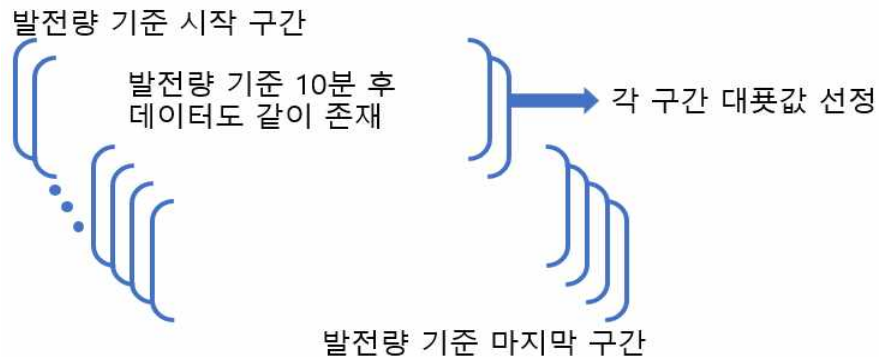 발전량 기준 시작 구간
발전량 기준 10분 후
데이터도 같이 존재
각 구간 대푯값 선정
발전량 기준 마지막 구간